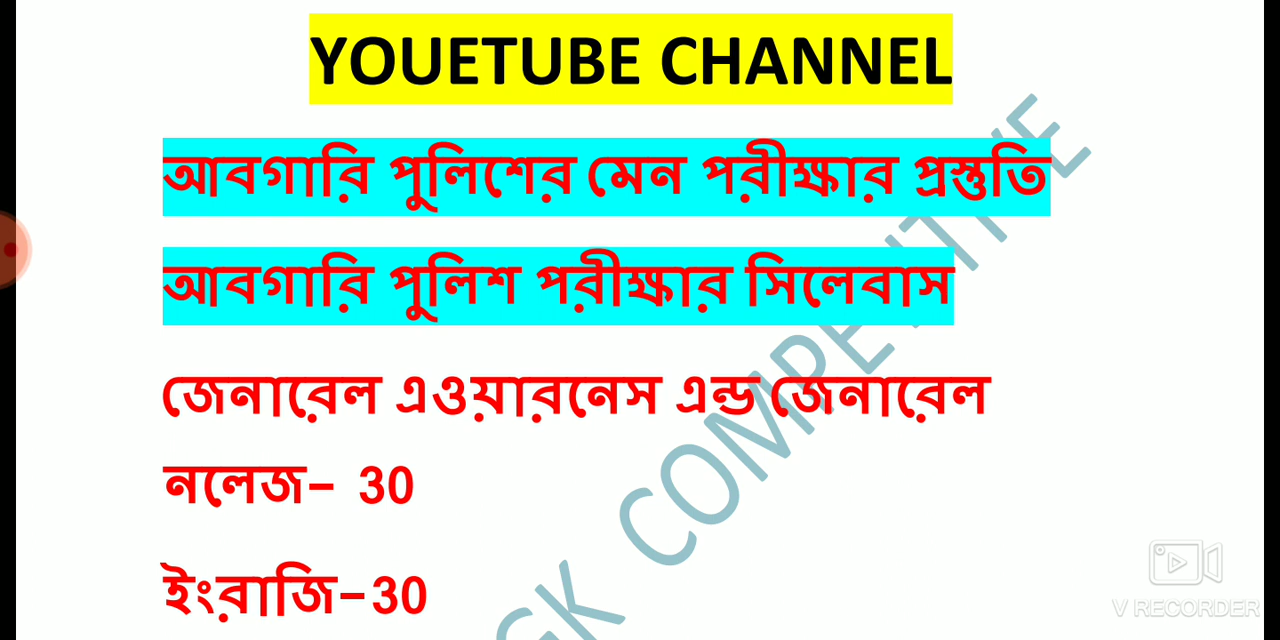 YOUETUBE CHANNEL
আবগারি পুলিশের মেন পরীক্ষার প্রস্তুতি
আবগারি পুলিশ পরীক্ষার সিলেবাস
জেনারেল এওয়ারনেস এন্ড জেনারেল
নলেজ- 30
ইংরাজি-30
GK COMPETITIVE
V RECORDER